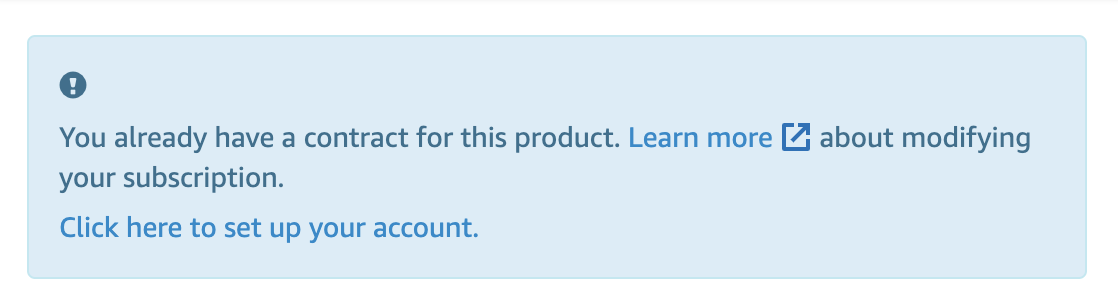 You already have a contract for this product. Learn more about modifying
your subscription.
Click here to set up your account.